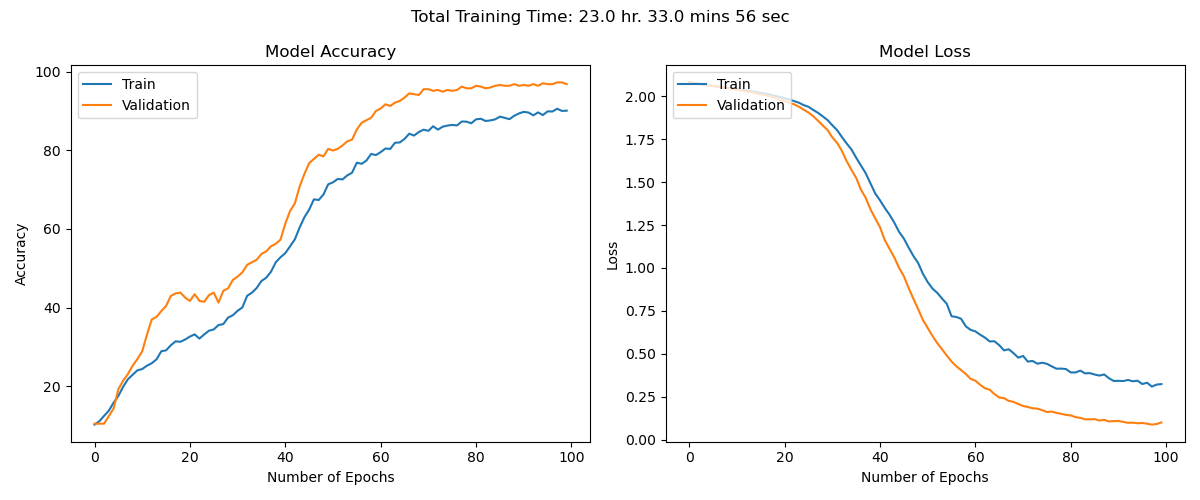 Total Training Time: 23.0 hr. 33.0 mins 56 sec
Model Accuracy
Train
Validation
100
80
60
40
20
Accuracy
0
20
40
60
80
100
Number of Epochs
Model Loss
Train
Validation
2.00
1.75
1.50
1.25
1.00
0.75
0.50
0.25
0.00
Loss
0
20
40
60
80
100
Number of Epochs